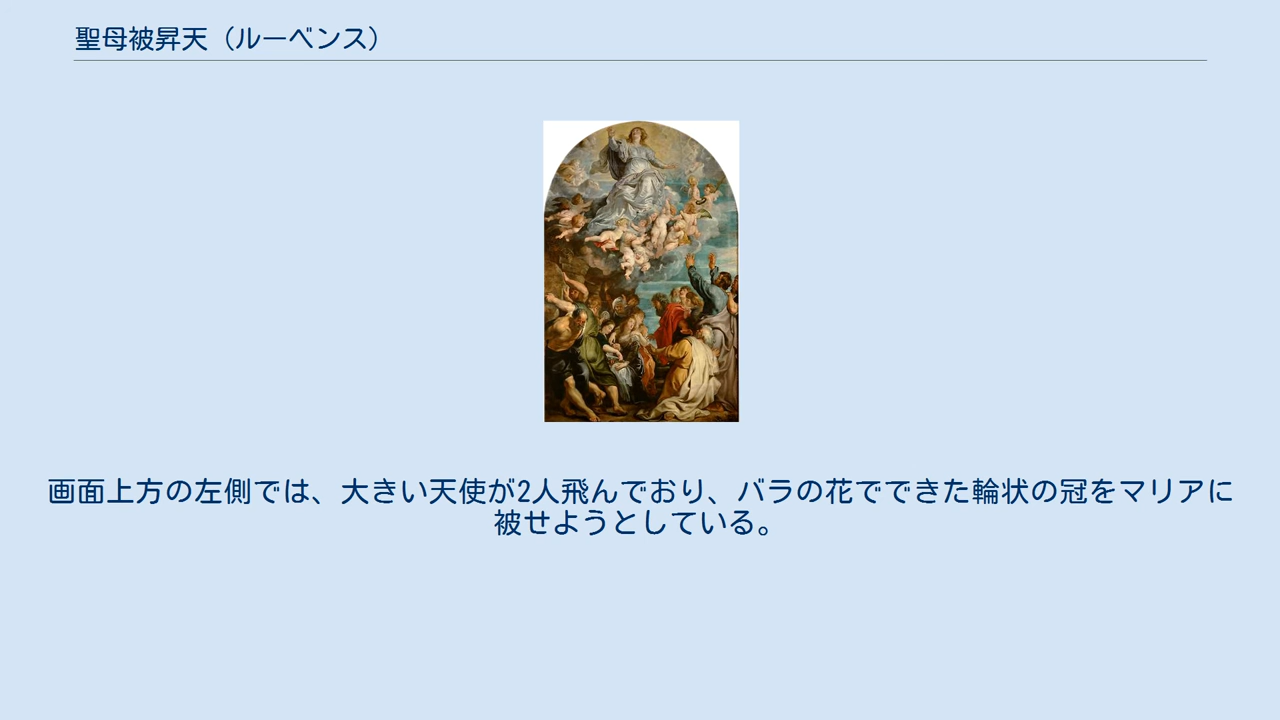 聖母被昇天（ルーベンス）
画面上方の左側では、大きい天使が2人飛んでおり、バラの花でできた輪状の冠をマリアに
被せようとしている。